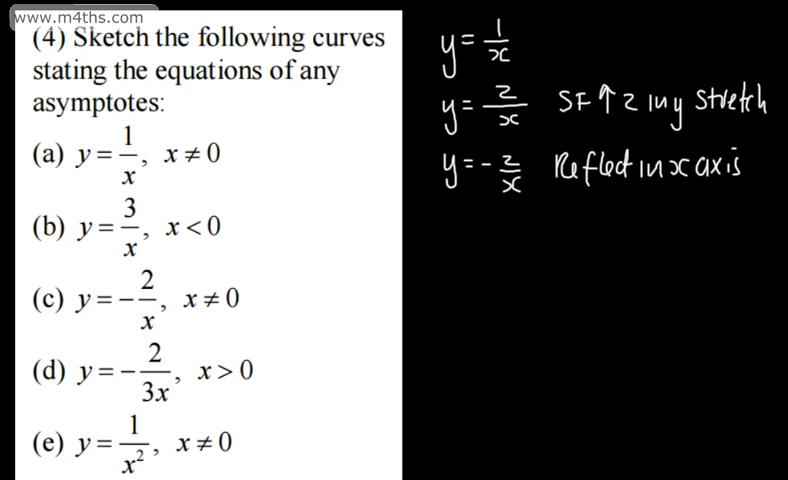 www.m4ths.com
(4) Sketch the following curves
stating the equations of any
asymptotes:
(a) y = 1/x, x ≠ 0
(b) y = 3/x, x < 0
(c) y = −2/x, x ≠ 0
(d) y = −2/3x, x > 0
(e) y = 1/x², x ≠ 0
y = 1/x
y = 2/x SF ↑ 2 in y stretch
y = −2/x Reflect in x axis